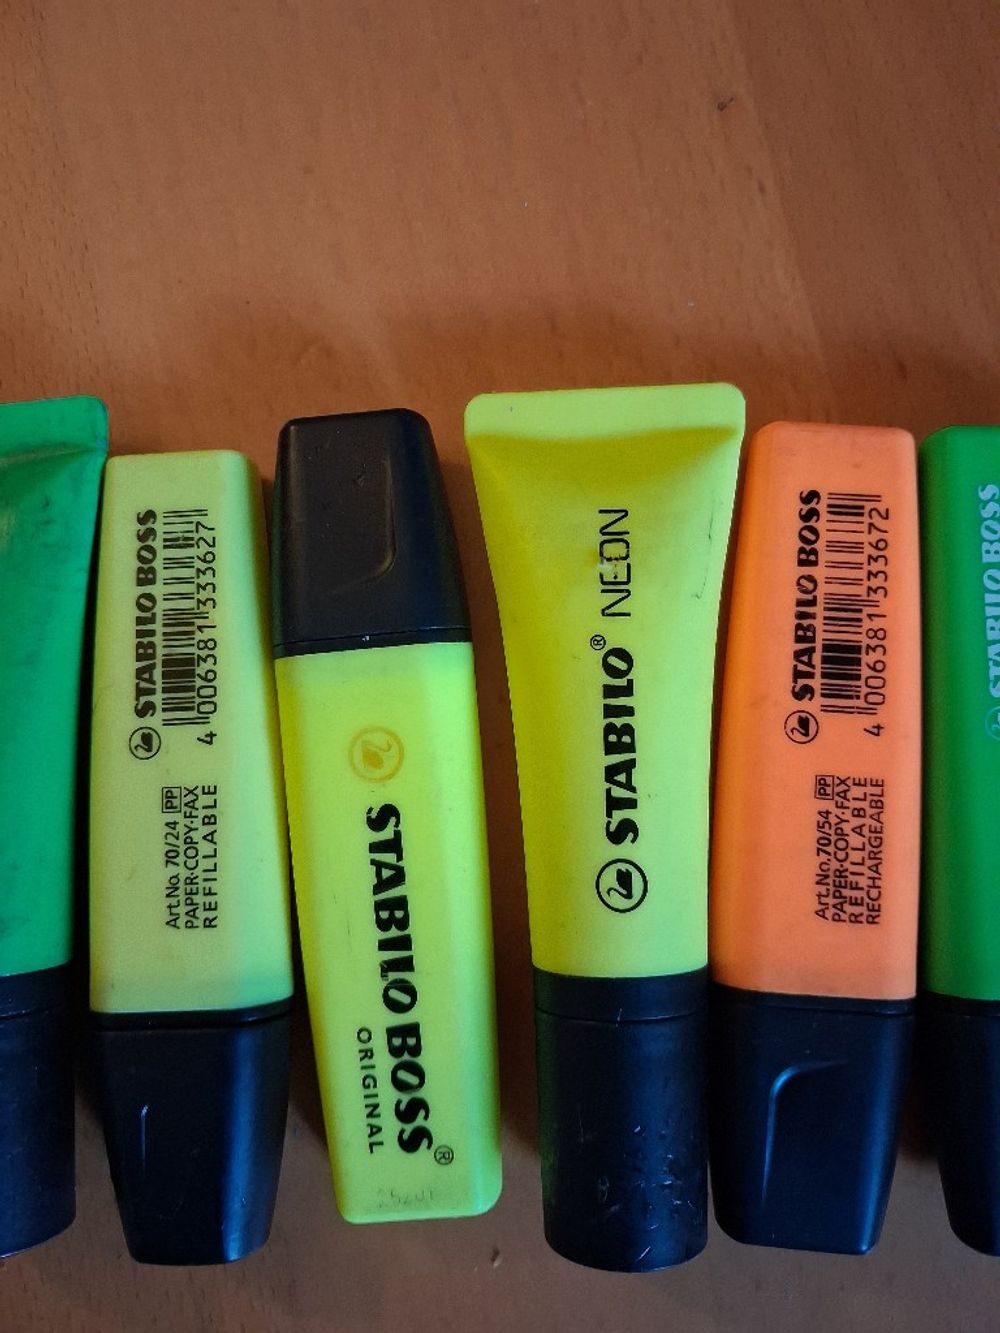 STABILO BOSS
4 006381 333627
Art.No. 70/24 PP
PAPER·COPY·FAX
REFILLABLE
STABILO BOSS®
ORIGINAL
STABILO® NEON
STABILO BOSS
4 006381 333672
Art.No.70/54 PP
PAPER·COPY·FAX
REFILLABLE
RECHARGEABLE
STABILO BOSS